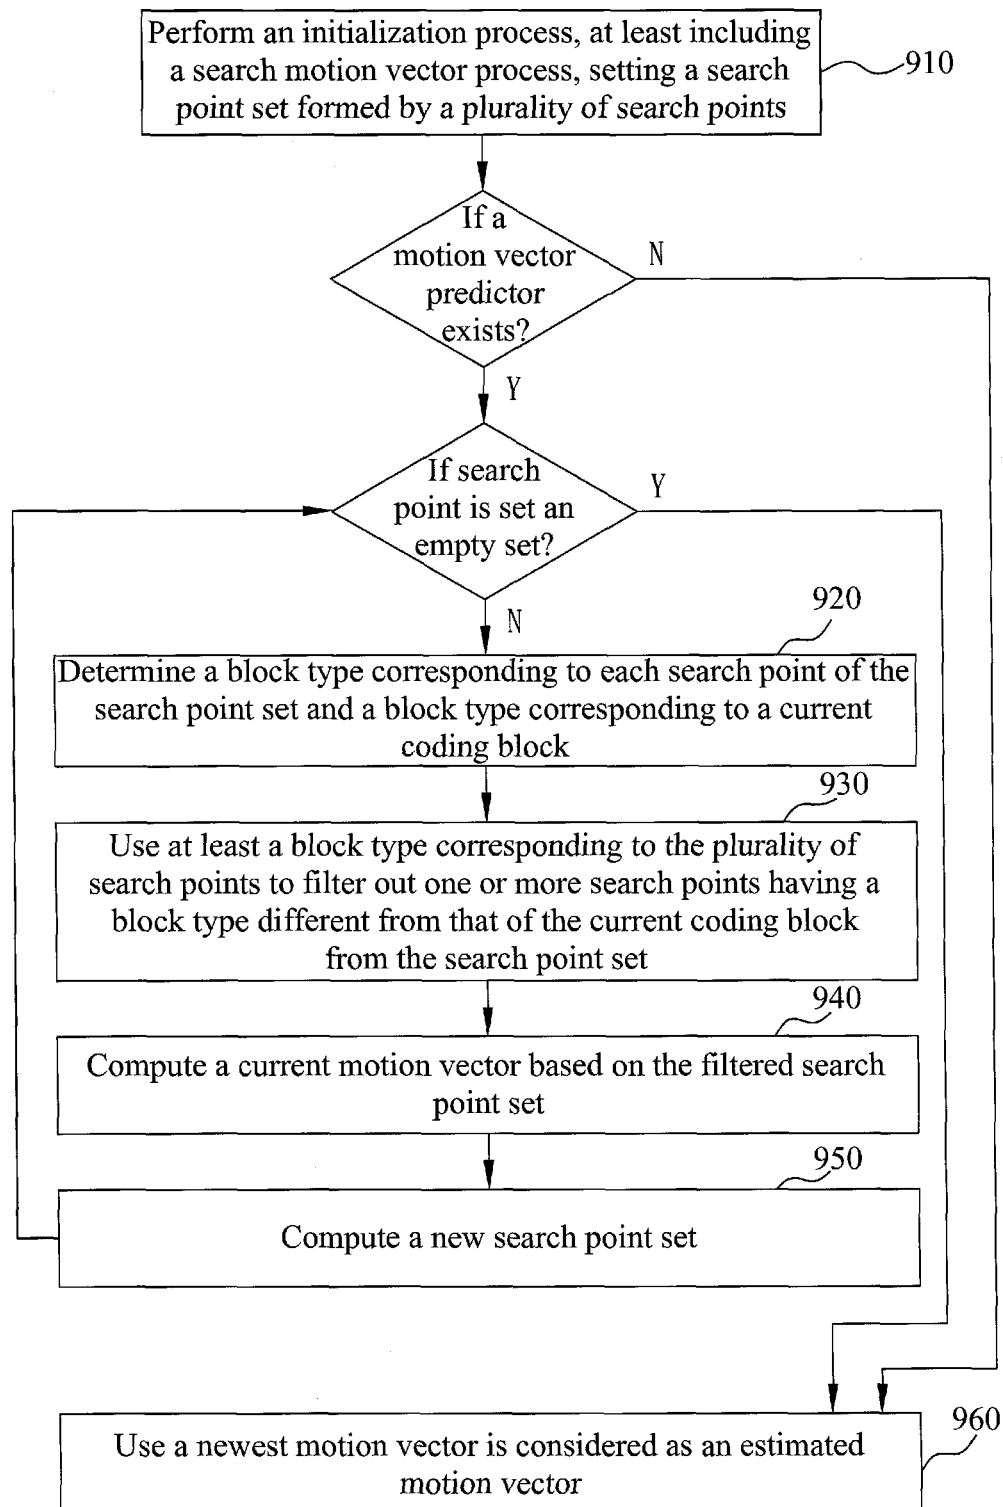 Perform an initialization process, at least including
a search motion vector process, setting a search
point set formed by a plurality of search points
910
If a
motion vector
predictor
exists?
N
Y
If search
point is set an
empty set?
Y
N
920
Determine a block type corresponding to each search point of the
search point set and a block type corresponding to a current
coding block
930
Use at least a block type corresponding to the plurality of
search points to filter out one or more search points having a
block type different from that of the current coding block
from the search point set
940
Compute a current motion vector based on the filtered search
point set
950
Compute a new search point set
960
Use a newest motion vector is considered as an estimated
motion vector